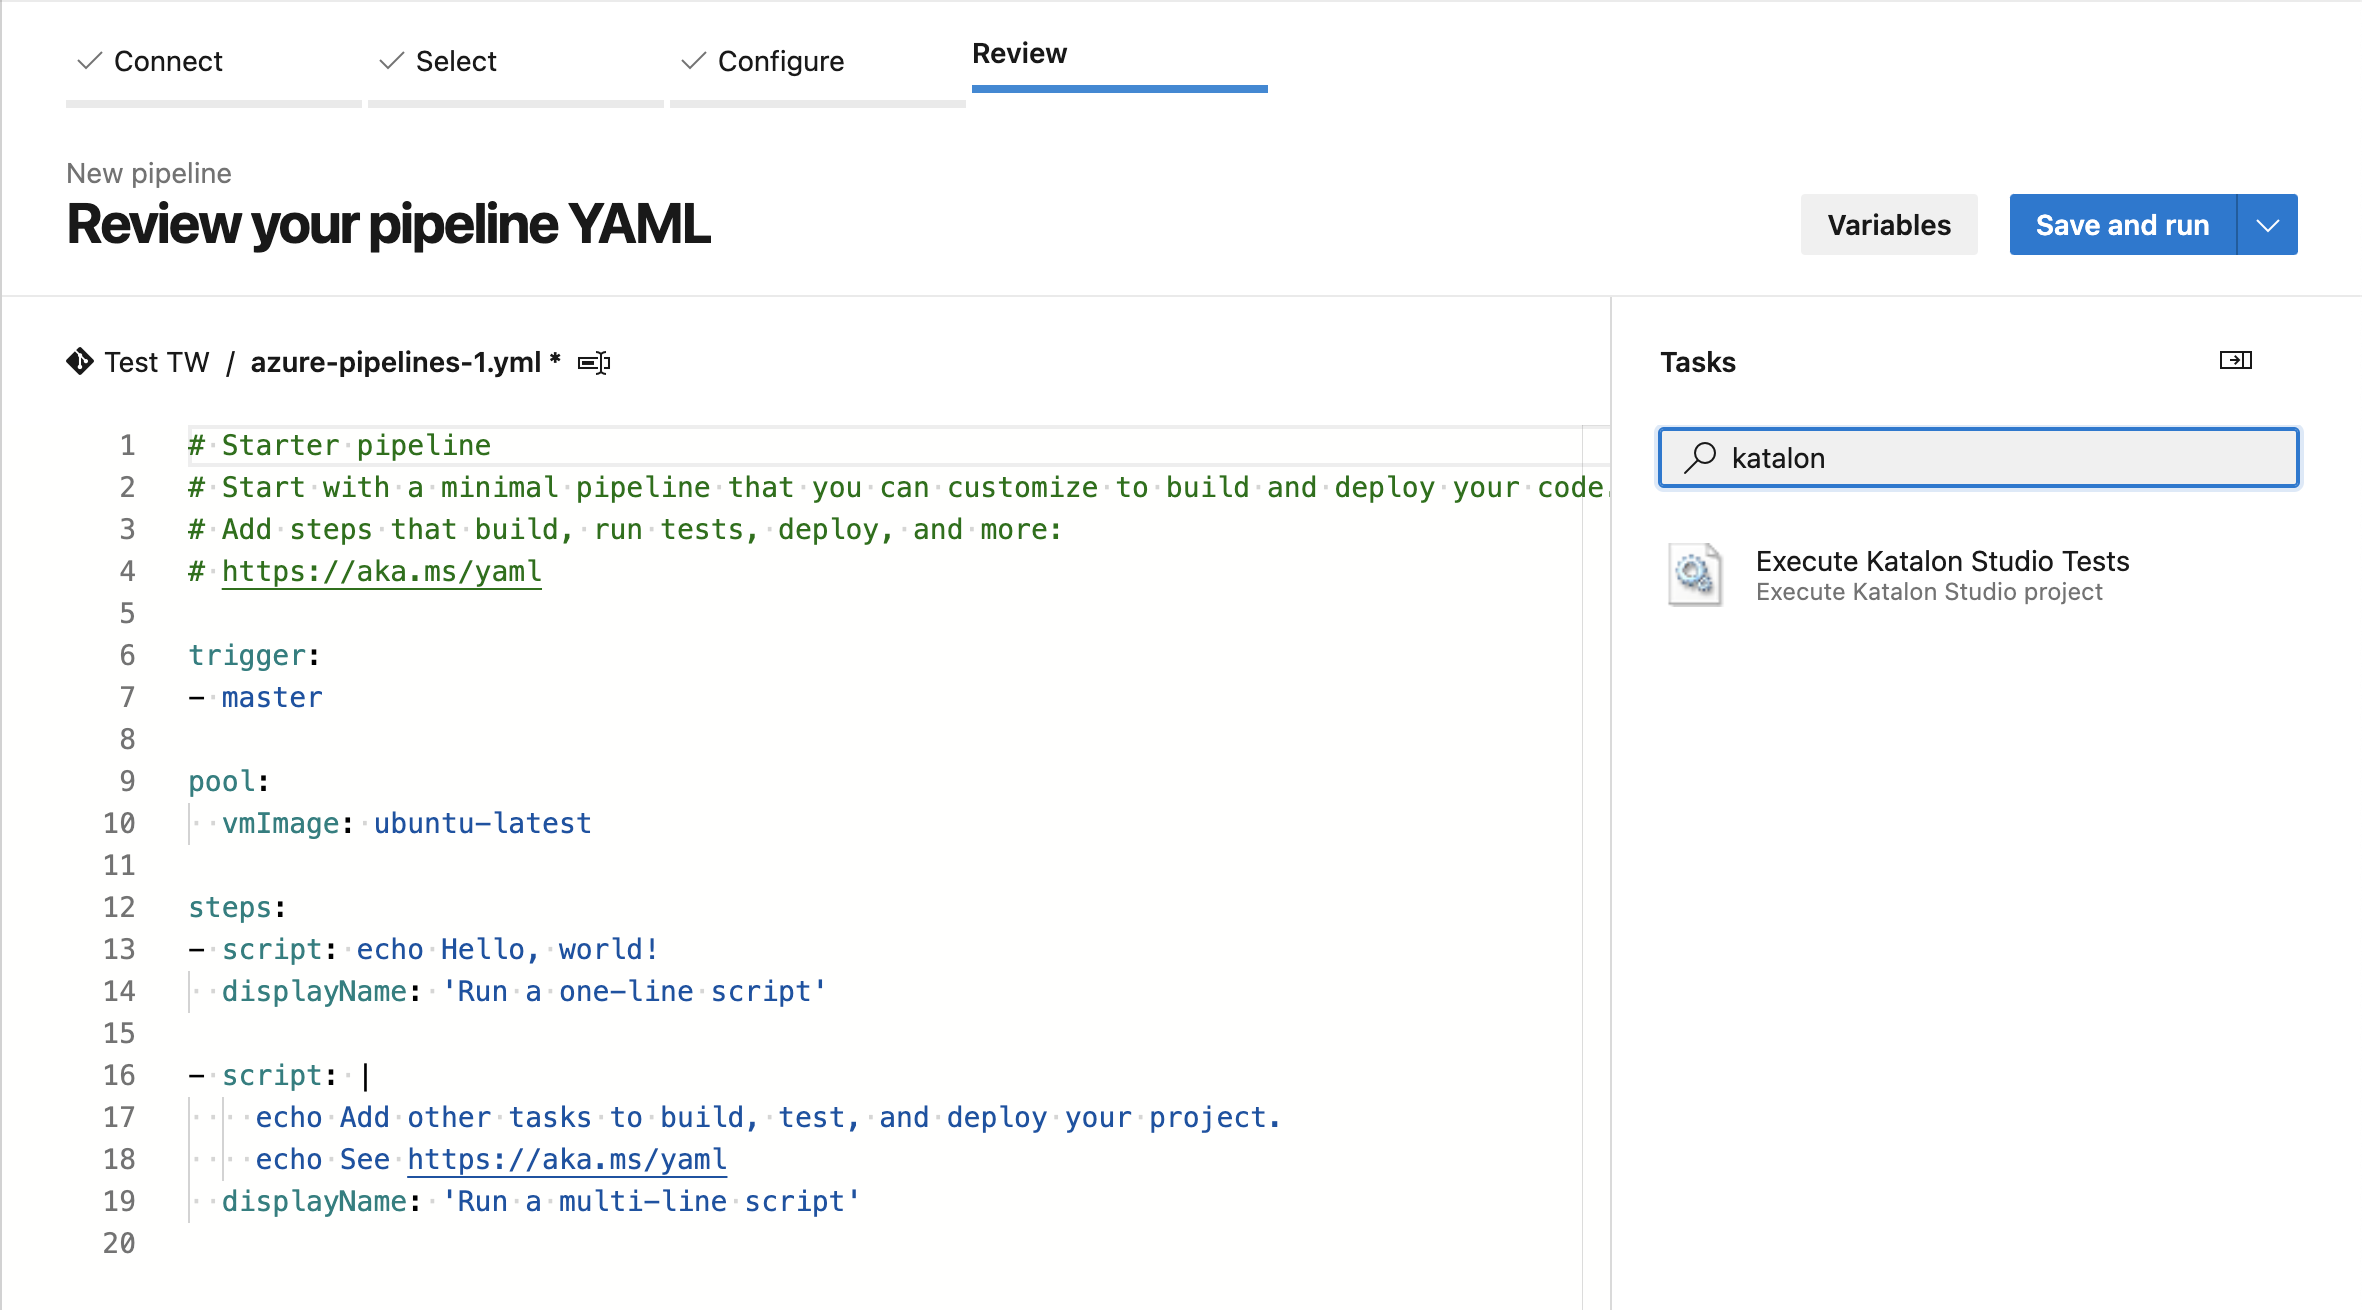 Connect
Select
Configure
Review
New pipeline
Review your pipeline YAML
Variables
Save and run
Test TW / azure-pipelines-1.yml *
Tasks
katalon
Execute Katalon Studio Tests
Execute Katalon Studio project
1 # Starter pipeline
2 # Start with a minimal pipeline that you can customize to build and deploy your code.
3 # Add steps that build, run tests, deploy, and more:
4 # https://aka.ms/yaml
5
6 trigger:
7 - master
8
9 pool:
10   vmImage: ubuntu-latest
11
12 steps:
13 - script: echo Hello, world!
14   displayName: 'Run a one-line script'
15
16 - script: |
17     echo Add other tasks to build, test, and deploy your project.
18     echo See https://aka.ms/yaml
19   displayName: 'Run a multi-line script'
20